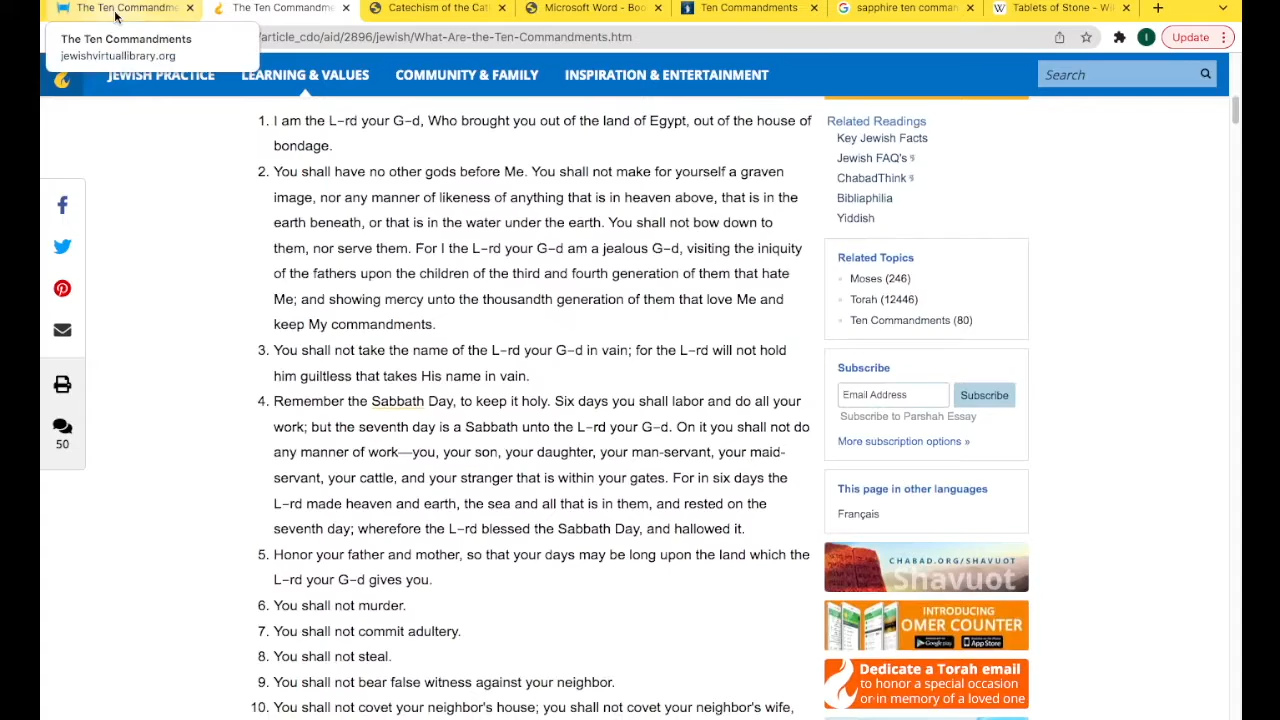 The Ten Commandme
The Ten Commandme
Catechism of the Cat
Microsoft Word - Boo
Ten Commandments
sapphire ten comman
Tablets of Stone - Wi
The Ten Commandments
jewishvirtuallibrary.org
/article_cdo/aid/2896/jewish/What-Are-the-Ten-Commandments.htm
Update
JEWISH PRACTICE
LEARNING & VALUES
COMMUNITY & FAMILY
INSPIRATION & ENTERTAINMENT
Search
1. I am the L-rd your G-d, Who brought you out of the land of Egypt, out of the house of
bondage.
2. You shall have no other gods before Me. You shall not make for yourself a graven
image, nor any manner of likeness of anything that is in heaven above, that is in the
earth beneath, or that is in the water under the earth. You shall not bow down to
them, nor serve them. For I the L-rd your G-d am a jealous G-d, visiting the iniquity
of the fathers upon the children of the third and fourth generation of them that hate
Me; and showing mercy unto the thousandth generation of them that love Me and
keep My commandments.
3. You shall not take the name of the L-rd your G-d in vain; for the L-rd will not hold
him guiltless that takes His name in vain.
4. Remember the Sabbath Day, to keep it holy. Six days you shall labor and do all your
work; but the seventh day is a Sabbath unto the L-rd your G-d. On it you shall not do
any manner of work—you, your son, your daughter, your man-servant, your maid-
servant, your cattle, and your stranger that is within your gates. For in six days the
L-rd made heaven and earth, the sea and all that is in them, and rested on the
seventh day; wherefore the L-rd blessed the Sabbath Day, and hallowed it.
5. Honor your father and mother, so that your days may be long upon the land which the
L-rd your G-d gives you.
6. You shall not murder.
7. You shall not commit adultery.
8. You shall not steal.
9. You shall not bear false witness against your neighbor.
10. You shall not covet your neighbor's house; you shall not covet your neighbor's wife,
50
Related Readings
Key Jewish Facts
Jewish FAQ's
ChabadThink
Bibliaphilia
Yiddish
Related Topics
Moses (246)
Torah (12446)
Ten Commandments (80)
Subscribe
Email Address
Subscribe
Subscribe to Parshah Essay
More subscription options »
This page in other languages
Français
CHABAD.ORG/SHAVUOT
Shavuot
INTRODUCING
OMER COUNTER
Google play
App Store
Dedicate a Torah email
to honor a special occasion
or in memory of a loved one